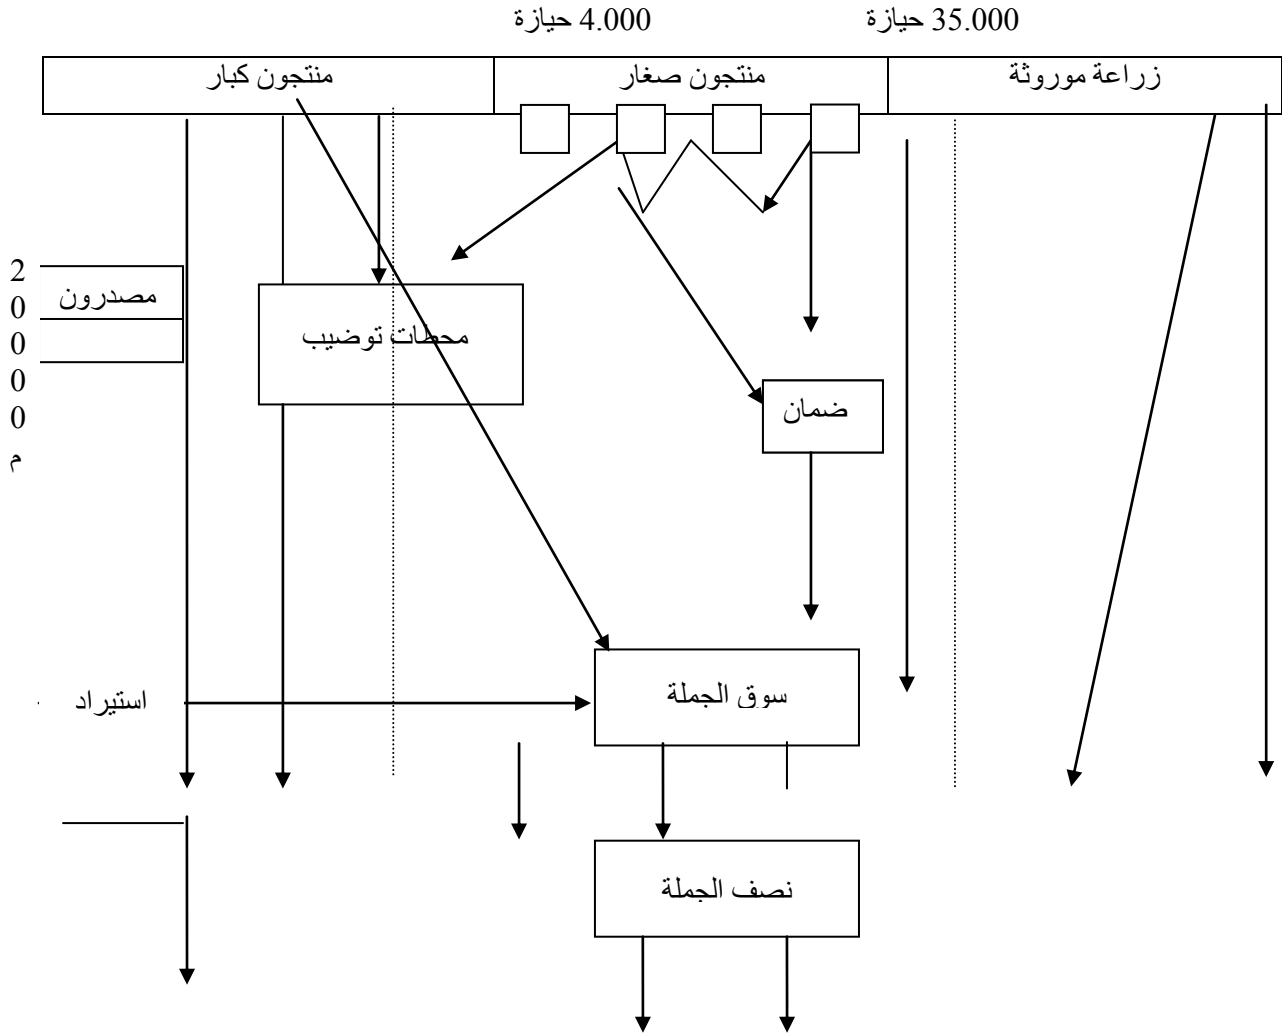 35.000 حيازة
4.000 حيازة
زراعة موروثة
منتجون صغار
منتجون كبار
2
0
0
0
0
م
مصدرون
محطات توضيب
ضمان
سوق الجملة
استيراد
نصف الجملة